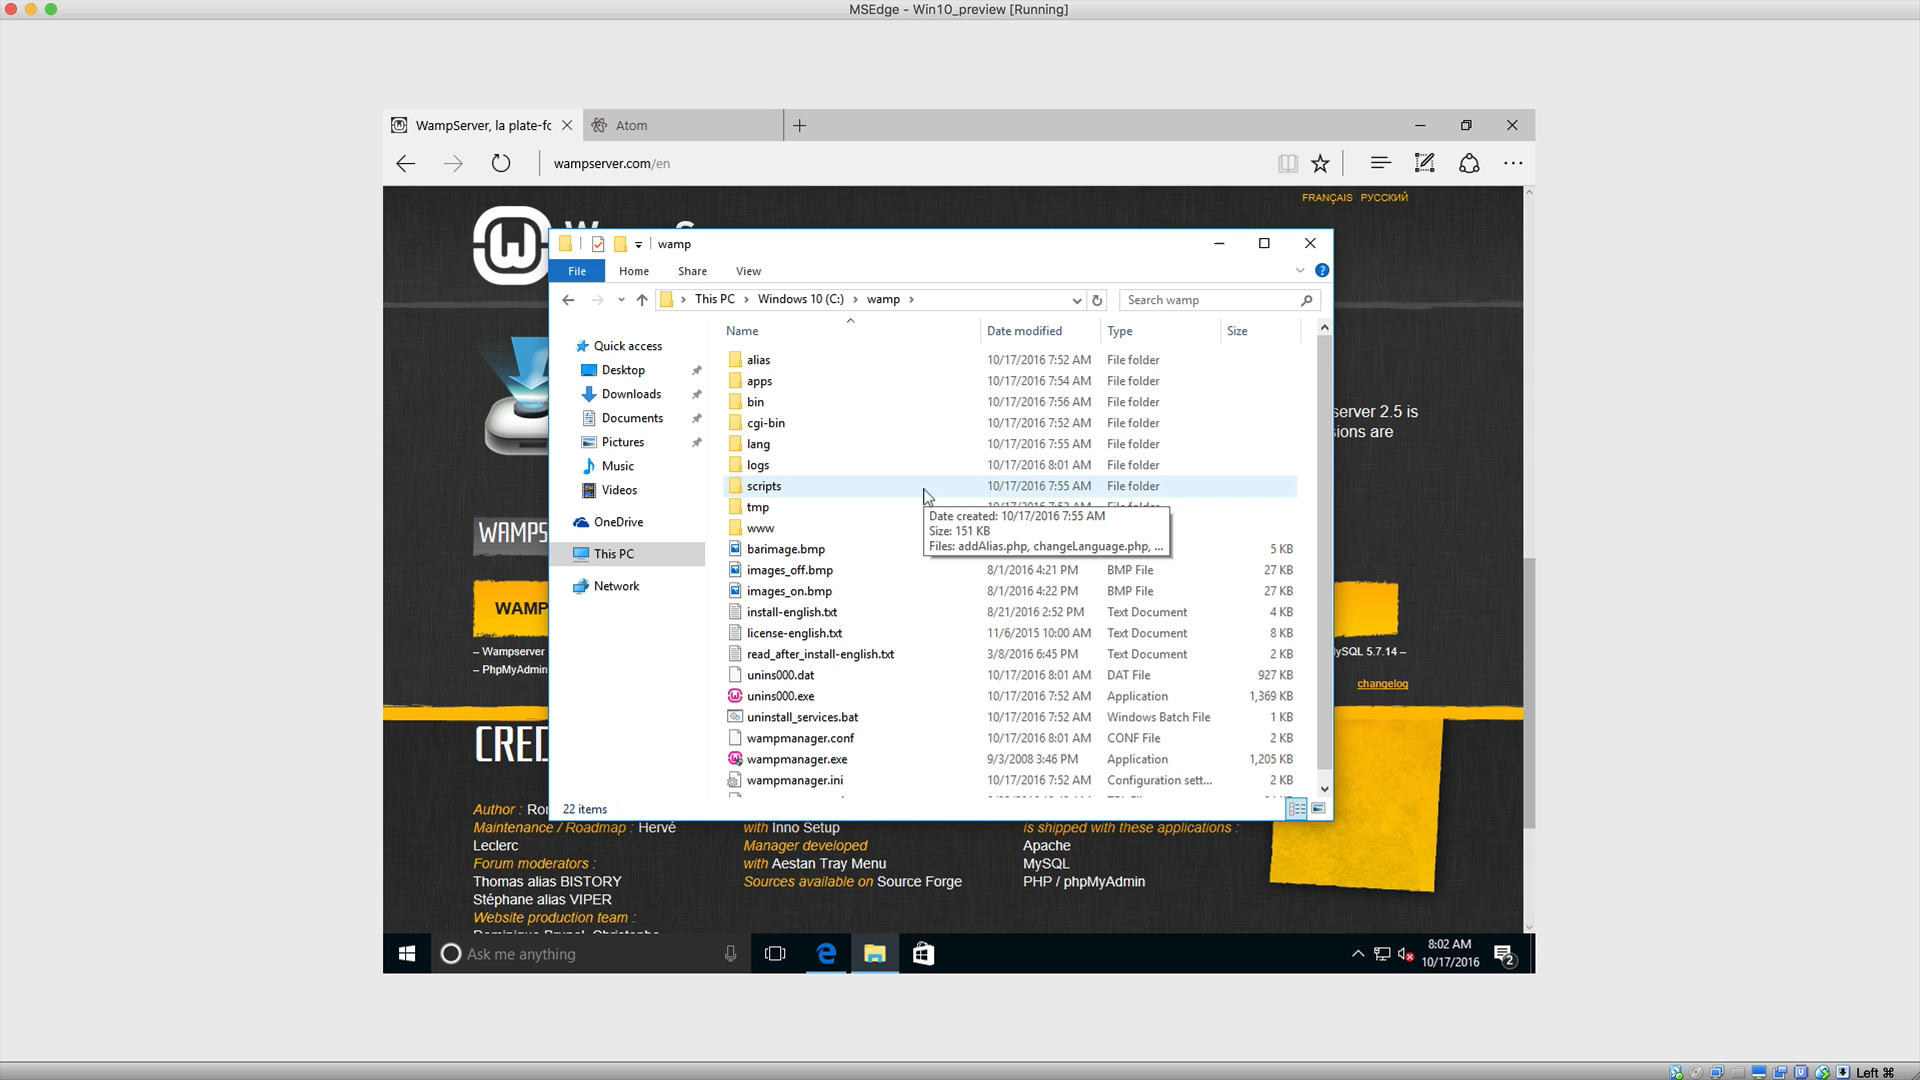 MSEdge - Win10_preview [Running]
WampServer, la plate-fc
Atom
wampserver.com/en
FRANÇAIS РУССКИЙ
wamp
File Home Share View
This PC > Windows 10 (C:) > wamp >
Search wamp
Name Date modified Type Size
Quick access
Desktop
Downloads
Documents
Pictures
Music
Videos
OneDrive
This PC
Network
alias 10/17/2016 7:52 AM File folder
apps 10/17/2016 7:54 AM File folder
bin 10/17/2016 7:56 AM File folder
cgi-bin 10/17/2016 7:52 AM File folder
lang 10/17/2016 7:55 AM File folder
logs 10/17/2016 8:01 AM File folder
scripts 10/17/2016 7:55 AM File folder
tmp
www
Date created: 10/17/2016 7:55 AM
Size: 151 KB
Files: addAlias.php, changeLanguage.php, ...
barimage.bmp 5 KB
images_off.bmp 8/1/2016 4:21 PM BMP File 27 KB
images_on.bmp 8/1/2016 4:22 PM BMP File 27 KB
install-english.txt 8/21/2016 2:52 PM Text Document 4 KB
license-english.txt 11/6/2015 10:00 AM Text Document 8 KB
read_after_install-english.txt 3/8/2016 6:45 PM Text Document 2 KB
unins000.dat 10/17/2016 8:01 AM DAT File 927 KB
unins000.exe 10/17/2016 7:52 AM Application 1,369 KB
uninstall_services.bat 10/17/2016 7:52 AM Windows Batch File 1 KB
wampmanager.conf 10/17/2016 8:01 AM CONF File 2 KB
wampmanager.exe 9/3/2008 3:46 PM Application 1,205 KB
wampmanager.ini 10/17/2016 7:52 AM Configuration sett... 2 KB
22 items
server 2.5 is
ions are
WAMPS
WAMP
– Wampserver
– PhpMyAdmin
MySQL 5.7.14 –
changelog
CRED
Author : Ron
Maintenance / Roadmap : Hervé
Leclerc
Forum moderators :
Thomas alias BISTORY
Stéphane alias VIPER
Website production team :
with Inno Setup
Manager developed
with Aestan Tray Menu
Sources available on Source Forge
is shipped with these applications :
Apache
MySQL
PHP / phpMyAdmin
Ask me anything
8:02 AM
10/17/2016
2
Left ⌘